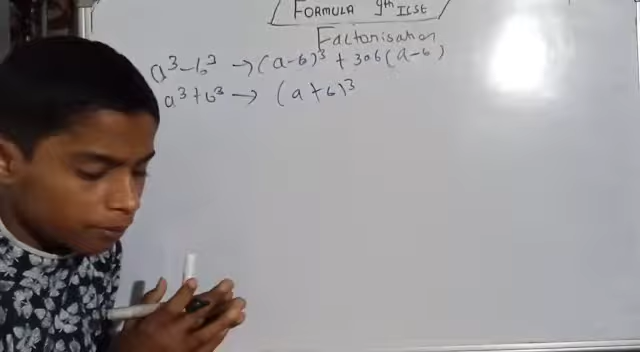 FORMULA 9th ICSE
Factorisation
a³-b³ → (a-b)³ + 3ab(a-b)
a³+b³ → (a+b)³